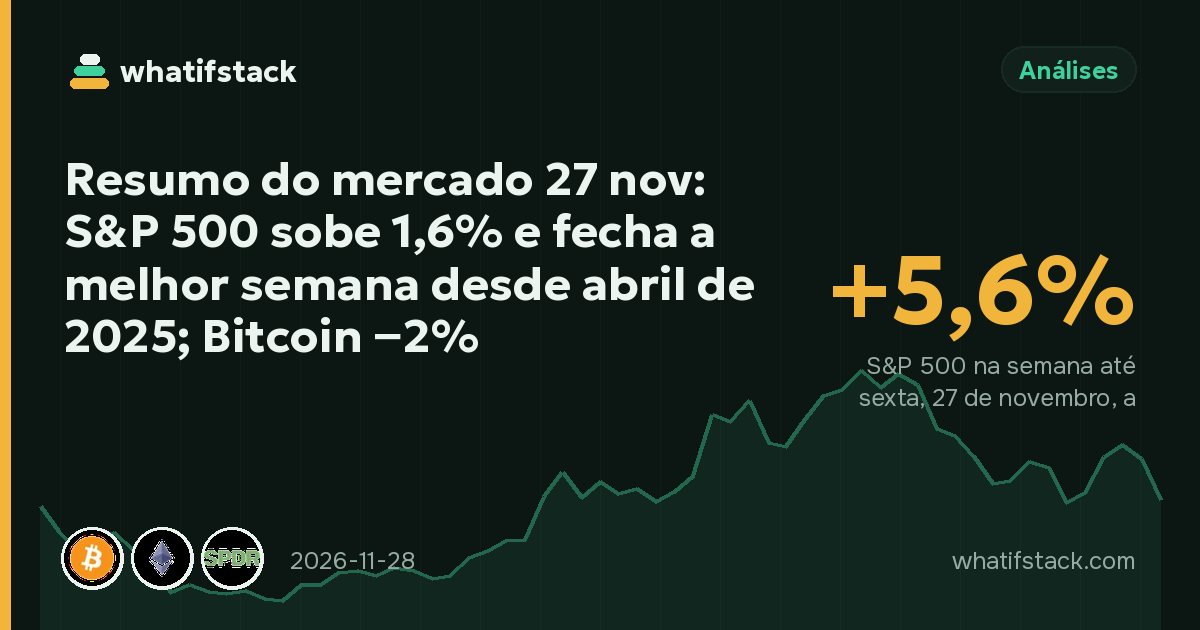 whatifstack
Análises
Resumo do mercado 27 nov:
S&P 500 sobe 1,6% e fecha a
melhor semana desde abril de
2025; Bitcoin −2%
+5,6%
S&P 500 na semana até
sexta, 27 de novembro, a
SPDR
2026-11-28
whatifstack.com